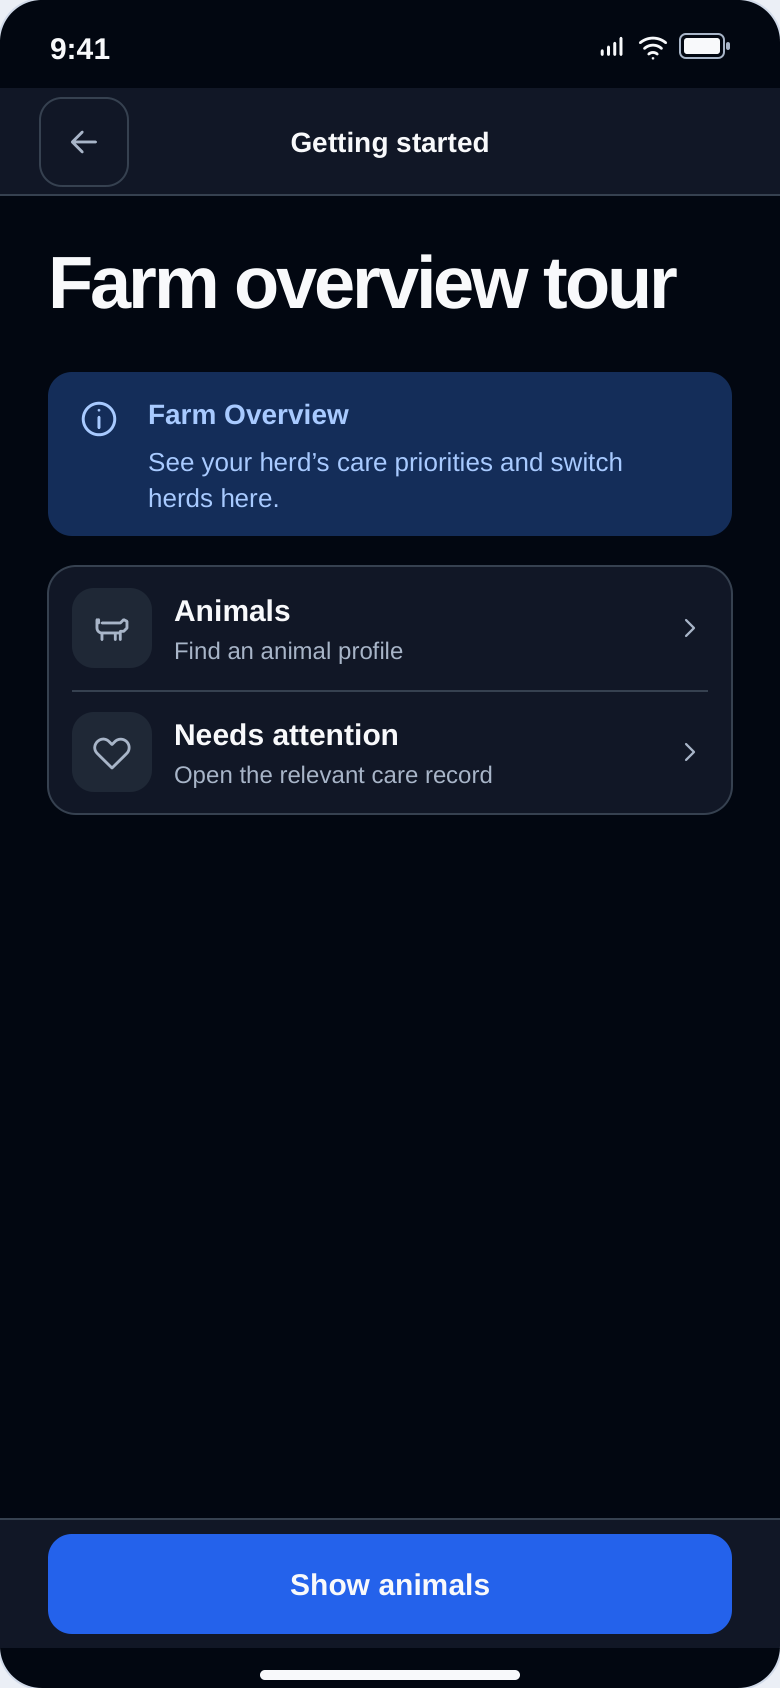 9:41
Getting started
Farm overview tour
Farm Overview
See your herd’s care priorities and switch
herds here.
Animals
Find an animal profile
Needs attention
Open the relevant care record
Show animals